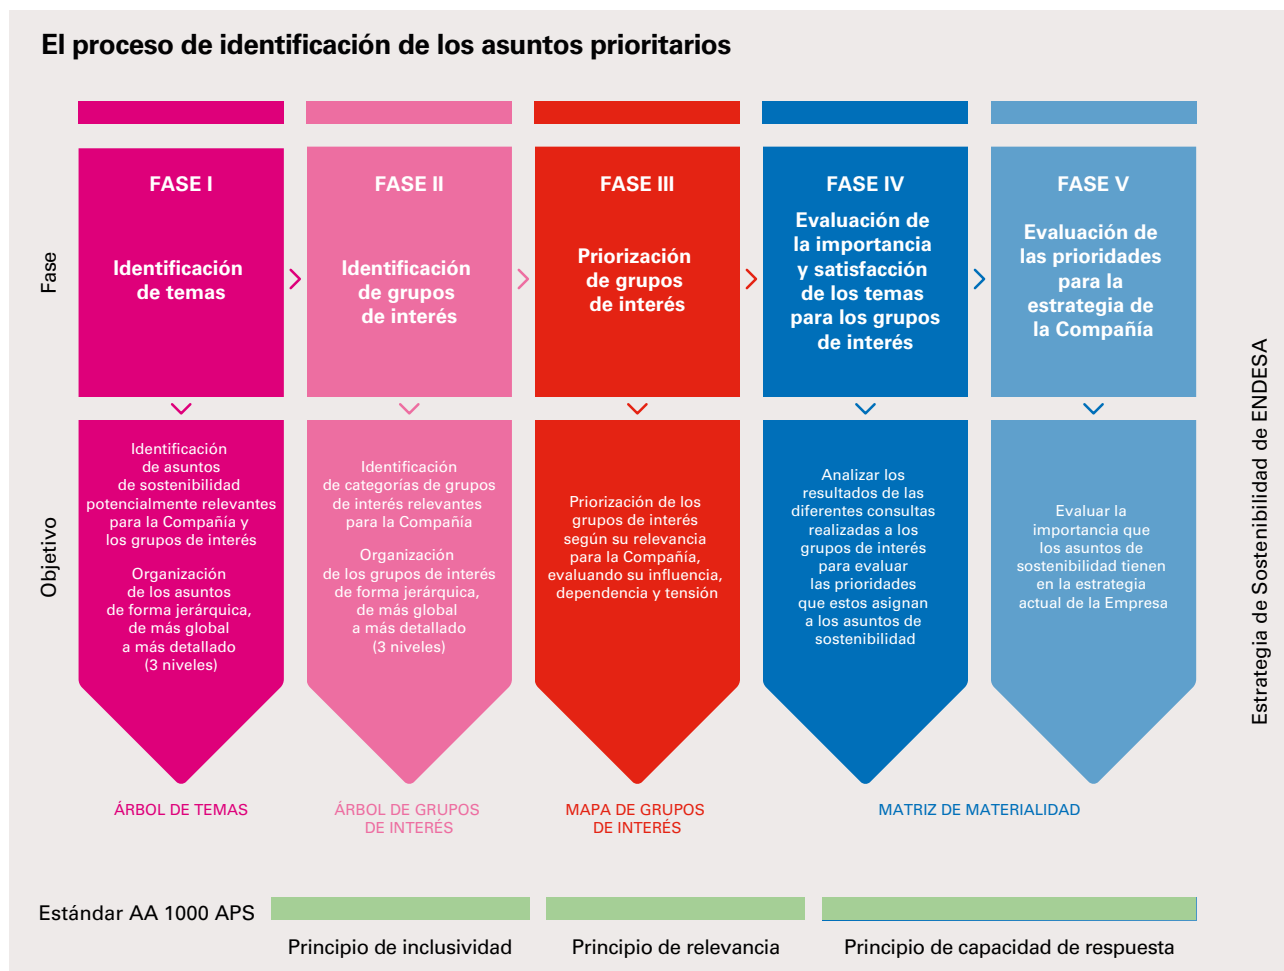 El proceso de identificación de los asuntos prioritarios
Fase
FASE I
Identificación
de temas
FASE II
Identificación
de grupos
de interés
FASE III
Priorización
de grupos
de interés
FASE IV
Evaluación de
la importancia
y satisfacción
de los temas
para los grupos
de interés
FASE V
Evaluación de
las prioridades
para la
estrategia de
la Compañía
Objetivo
Identificación
de asuntos
de sostenibilidad
potencialmente relevantes
para la Compañía y
los grupos de interés
Organización
de los asuntos
de forma jerárquica,
de más global
a más detallado
(3 niveles)
Identificación
de categorías de grupos
de interés relevantes
para la Compañía
Organización
de los grupos de interés
de forma jerárquica,
de más global
a más detallado
(3 niveles)
Priorización de los
grupos de interés
según su relevancia
para la Compañía,
evaluando su influencia,
dependencia y tensión
Analizar los
resultados de las
diferentes consultas
realizadas a los
grupos de interés
para evaluar
las prioridades
que estos asignan
a los asuntos de
sostenibilidad
Evaluar la
importancia que
los asuntos de
sostenibilidad tienen
en la estrategia
actual de la Empresa
Estrategia de Sostenibilidad de ENDESA
ÁRBOL DE TEMAS
ÁRBOL DE GRUPOS
DE INTERÉS
MAPA DE GRUPOS
DE INTERÉS
MATRIZ DE MATERIALIDAD
Estándar AA 1000 APS
Principio de inclusividad
Principio de relevancia
Principio de capacidad de respuesta